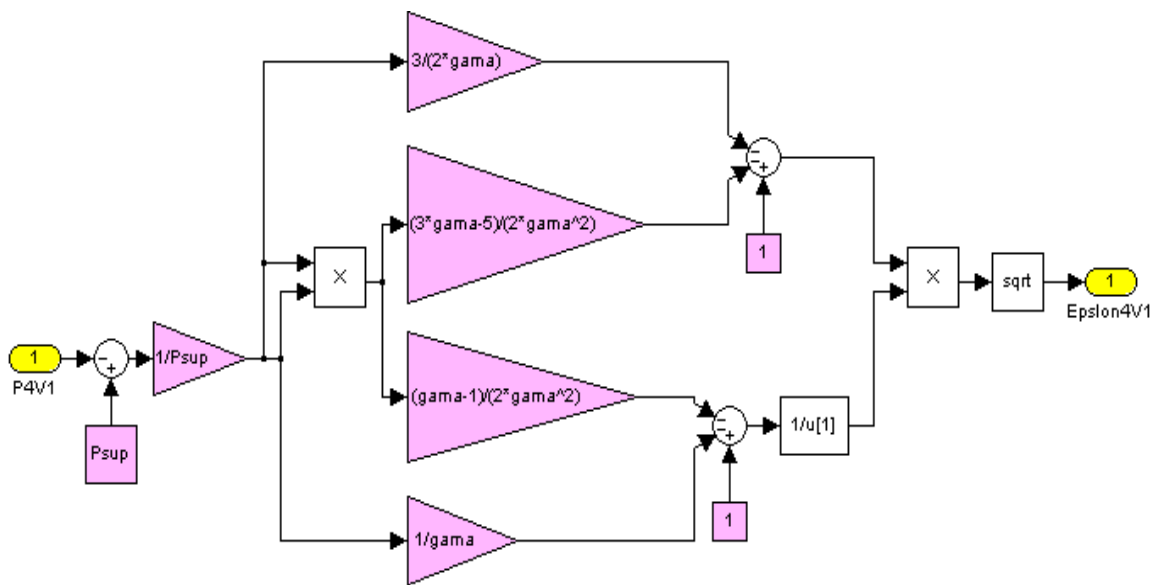 3/(2*gama)
(3*gama-5)/(2*gama^2)
1
×
sqrt
1
Epslon4V1
×
1
P4V1
1/Psup
Psup
(gama-1)/(2*gama^2)
1/u[1]
1
1/gama